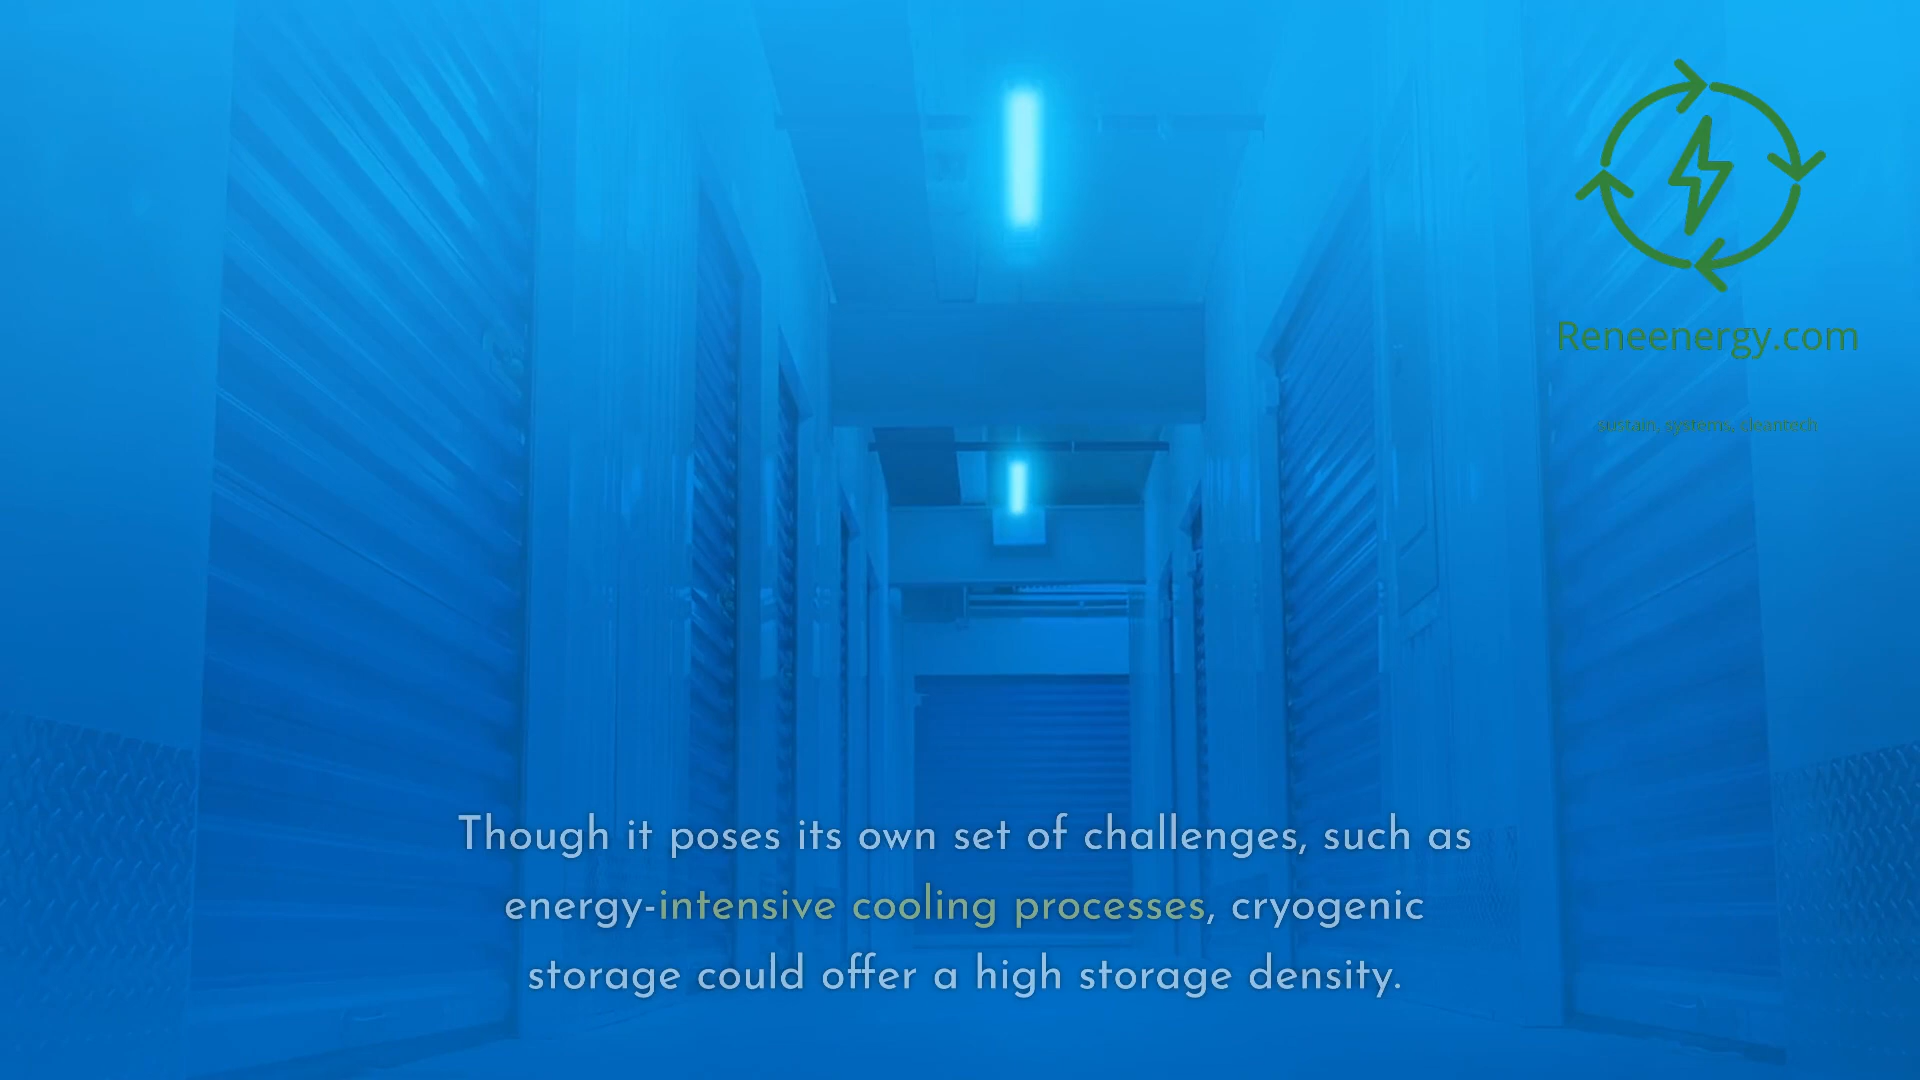 Reneenergy.com
sustain, systems, cleantech
Though it poses its own set of challenges, such as
energy-intensive cooling processes, cryogenic
storage could offer a high storage density.